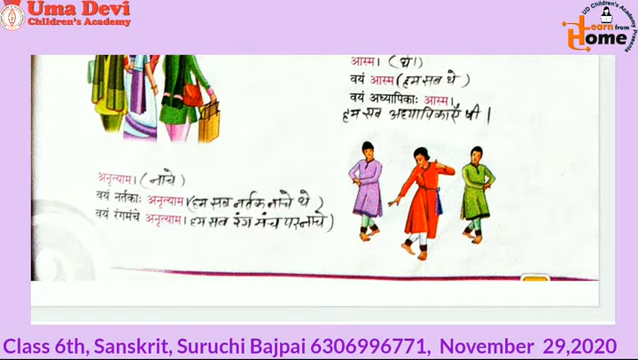 Uma Devi
Children's Academy
UD Children's Academy Presents
Learn from
Home
आस्म। (थे।)
वयं आस्म (हम सब थे)
वयं अध्यापिकाः आस्म।
हम सब अध्यापिकाएँ थी।
अनृत्याम। (नाचे)
वयं नर्तकाः अनृत्याम। (हम सब नर्तक नाचे थे)
वयं रंगमंचे अनृत्याम। हम सब रंग मंच पर नाचे)
Class 6th, Sanskrit, Suruchi Bajpai 6306996771, November 29,2020